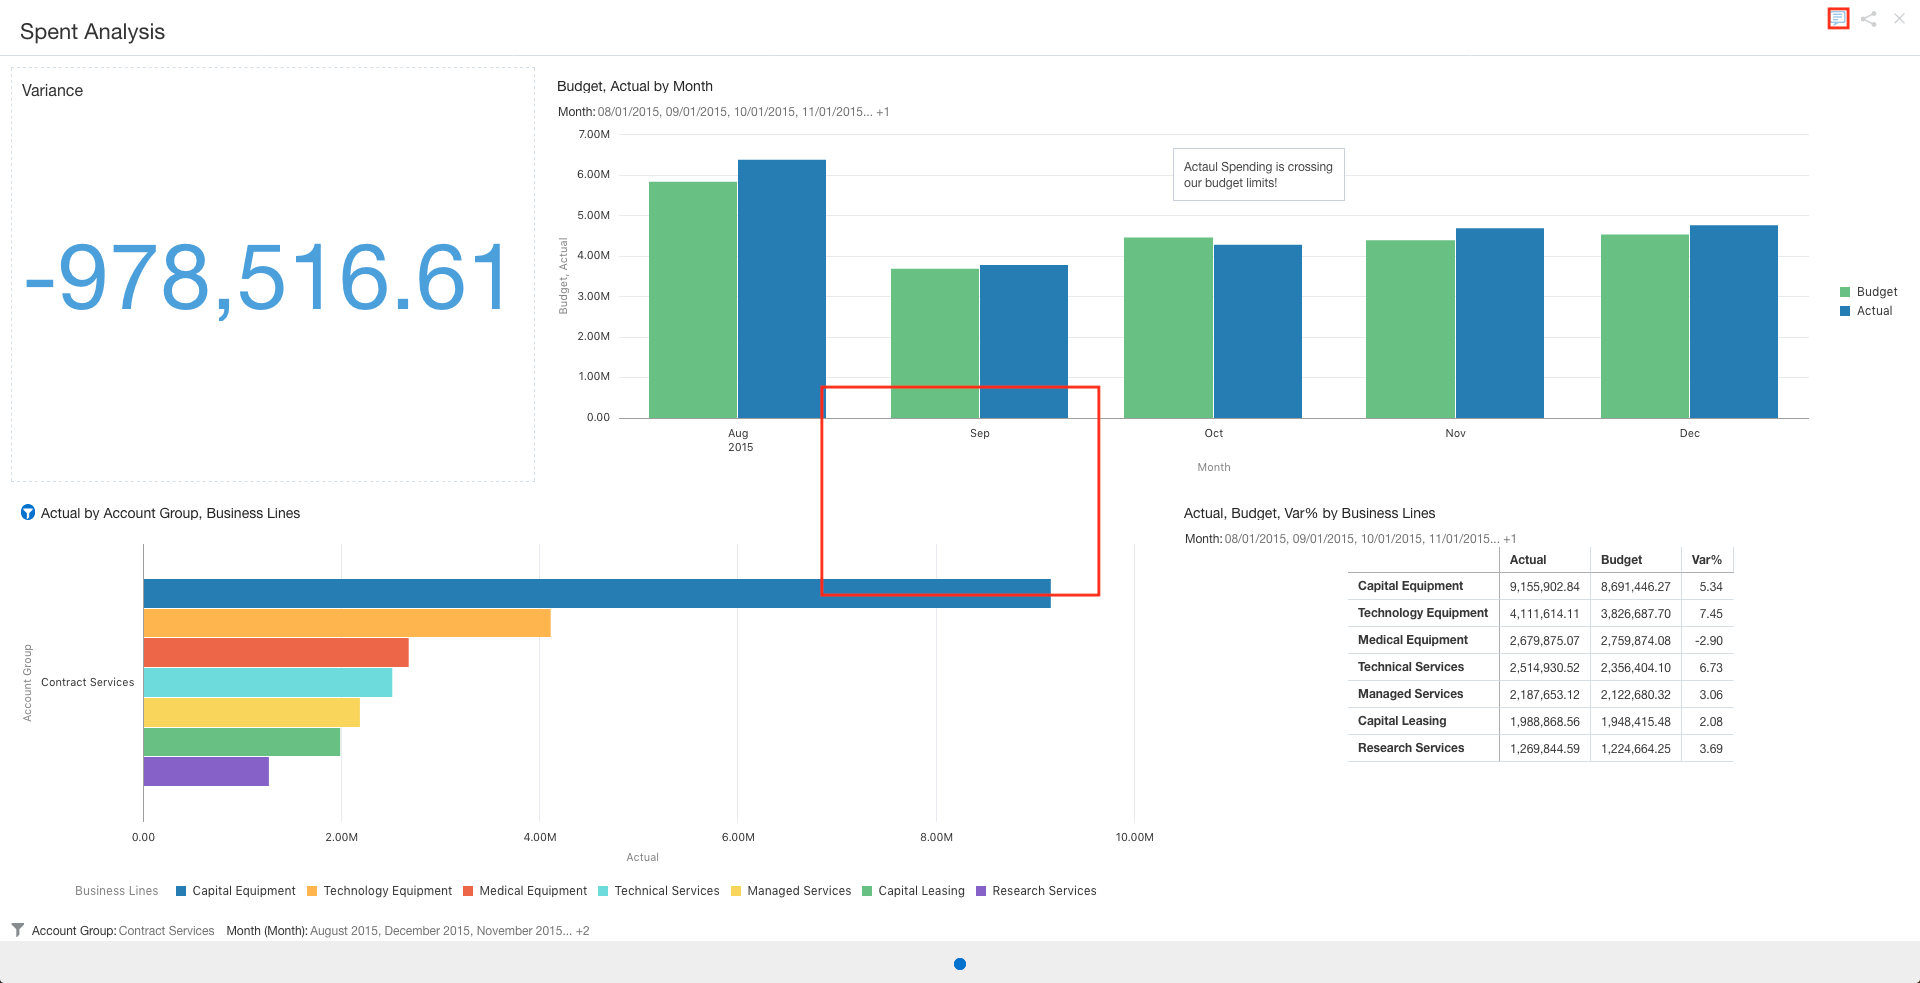 Spent Analysis
Variance
-978,516.61
Budget, Actual by Month
Month: 08/01/2015, 09/01/2015, 10/01/2015, 11/01/2015... +1
7.00M
6.00M
5.00M
4.00M
3.00M
2.00M
1.00M
0.00
Budget, Actual
Actaul Spending is crossing
our budget limits!
Aug
2015
Sep
Oct
Nov
Dec
Month
Budget
Actual
Actual by Account Group, Business Lines
Account Group
Contract Services
0.00
2.00M
4.00M
6.00M
8.00M
10.00M
Actual
Business Lines Capital Equipment Technology Equipment Medical Equipment Technical Services Managed Services Capital Leasing Research Services
Actual, Budget, Var% by Business Lines
Month: 08/01/2015, 09/01/2015, 10/01/2015, 11/01/2015... +1
Actual Budget Var%
Capital Equipment 9,155,902.84 8,691,446.27 5.34
Technology Equipment 4,111,614.11 3,826,687.70 7.45
Medical Equipment 2,679,875.07 2,759,874.08 -2.90
Technical Services 2,514,930.52 2,356,404.10 6.73
Managed Services 2,187,653.12 2,122,680.32 3.06
Capital Leasing 1,988,868.56 1,948,415.48 2.08
Research Services 1,269,844.59 1,224,664.25 3.69
Account Group: Contract Services Month (Month): August 2015, December 2015, November 2015... +2